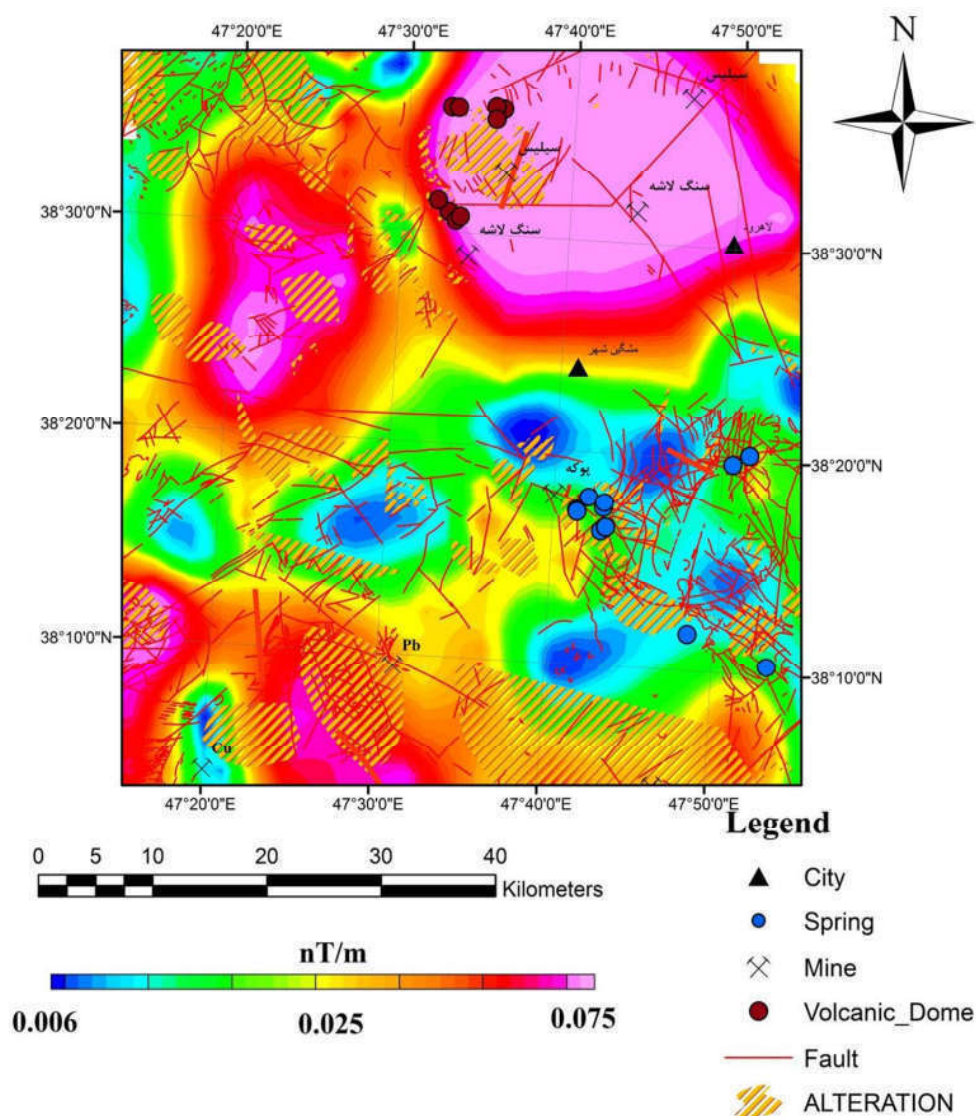 N
47°20'0"E
47°30'0"E
47°40'0"E
47°50'0"E
سیلیس
سیلیس
سنگ لاشه
38°30'0"N
لاهرود
سنگ لاشه
38°30'0"N
مشگین شهر
38°20'0"N
38°20'0"N
پوکه
38°10'0"N
Pb
38°10'0"N
Cu
47°20'0"E
47°30'0"E
47°40'0"E
47°50'0"E
Legend
0 5 10 20 30 40
Kilometers
City
Spring
nT/m
Mine
0.006 0.025 0.075
Volcanic_Dome
Fault
ALTERATION